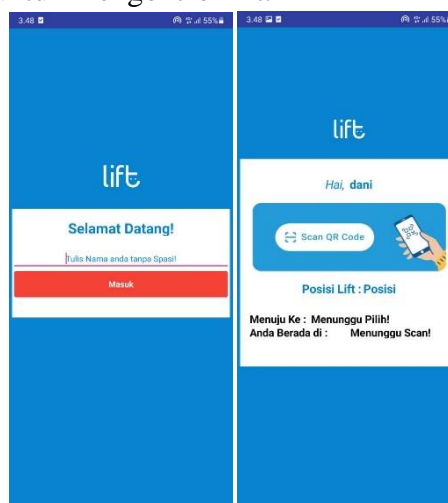 3.48
55%
lift
Selamat Datang!
Tulis Nama anda tanpa Spasi!
Masuk
3.48
55%
lift
Hai, dani
Scan QR Code
Posisi Lift : Posisi
Menuju Ke : Menunggu Pilih!
Anda Berada di : Menunggu Scan!